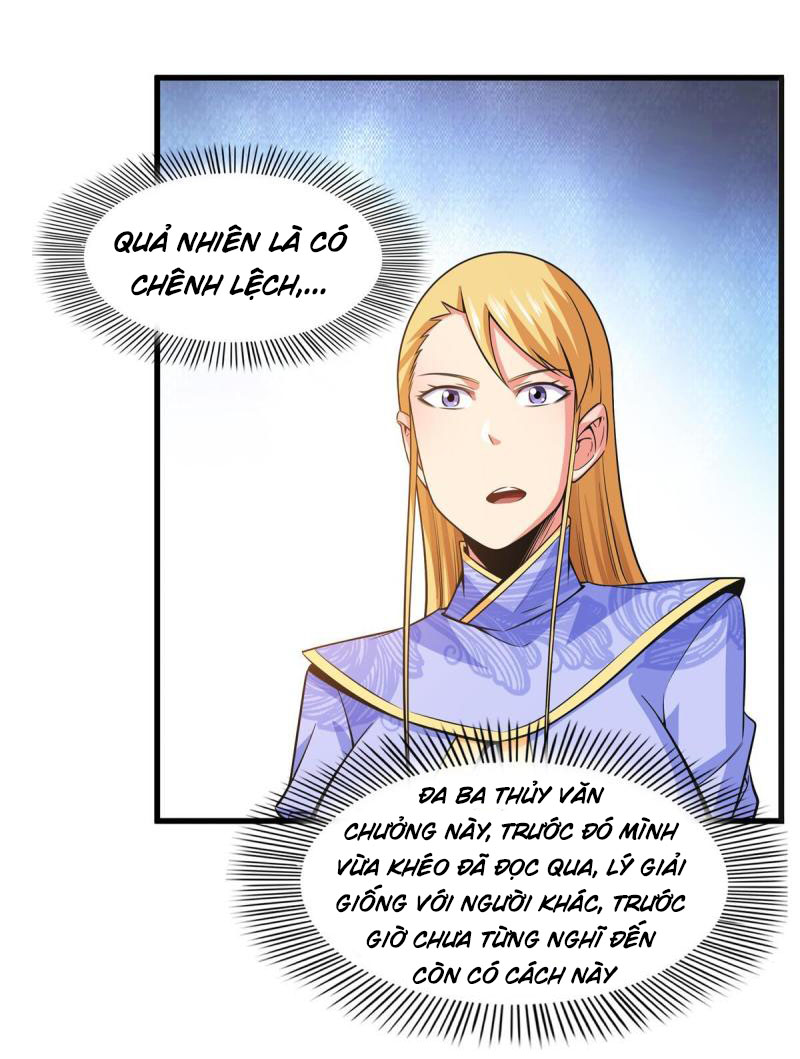 QUẢ NHIÊN LÀ CÓ
CHÊNH LỆCH,...
ĐA BA THỦY VĂN
CHƯỞNG NÀY, TRƯỚC ĐÓ MÌNH
VỪA KHÉO ĐÃ ĐỌC QUA, LÝ GIẢI
GIỐNG VỚI NGƯỜI KHÁC, TRƯỚC
GIỜ CHƯA TỪNG NGHĨ ĐẾN
CÒN CÓ CÁCH NÀY